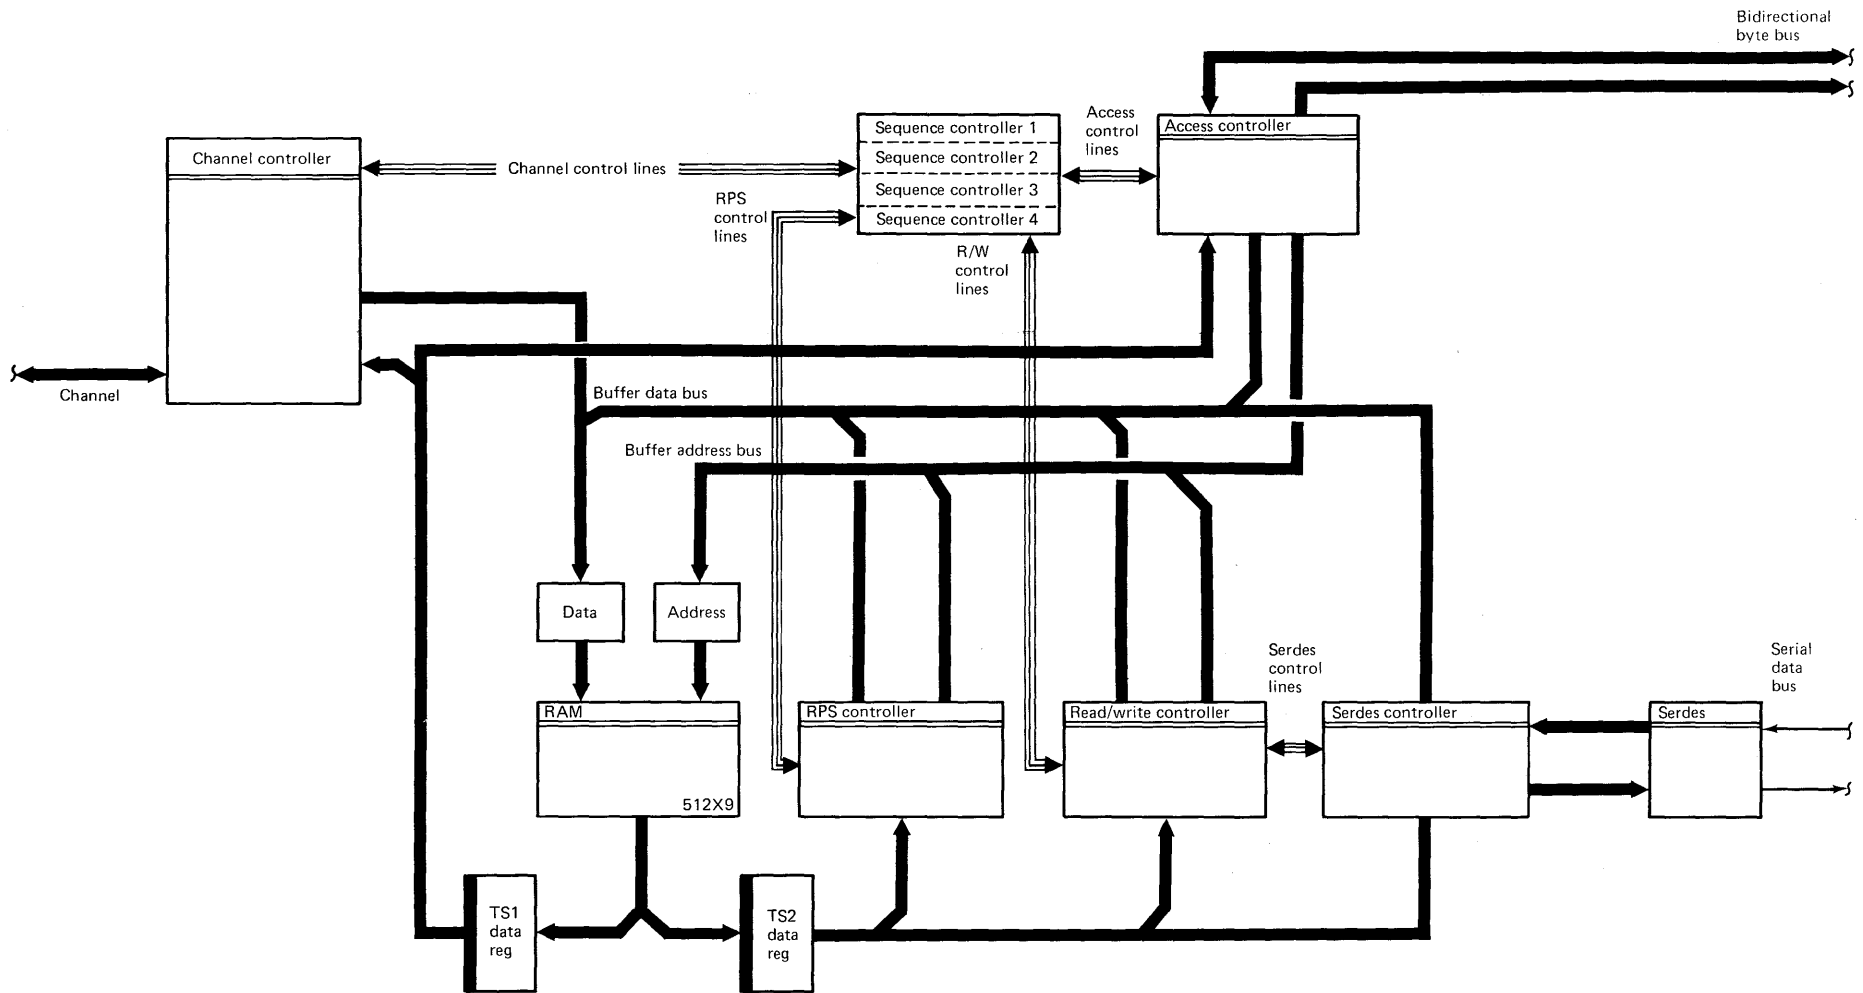 Bidirectional
byte bus
Access
control
lines
Access controller
Sequence controller 1
Sequence controller 2
Sequence controller 3
Sequence controller 4
Channel controller
Channel control lines
RPS
control
lines
R/W
control
lines
Channel
Buffer data bus
Buffer address bus
Data
Address
Serdes
control
lines
Serial
data
bus
RAM
512X9
RPS controller
Read/write controller
Serdes controller
Serdes
TS1
data
reg
TS2
data
reg